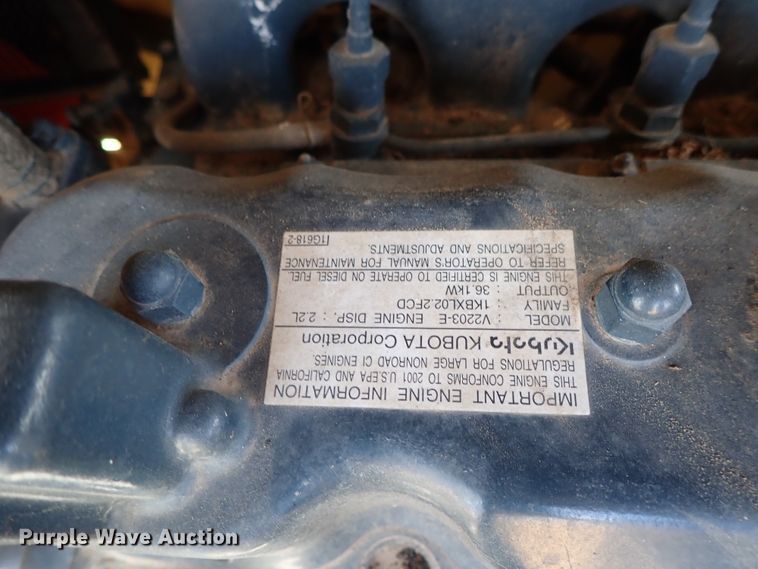 IMPORTANT ENGINE INFORMATION
THIS ENGINE CONFORMS TO 2001 U.S.EPA AND CALIFORNIA
REGULATIONS FOR LARGE NONROAD CI ENGINES.
Kubota KUBOTA Corporation
MODEL : V2203-E ENGINE DISP. : 2.2L
FAMILY : 1KBXL02.2FCD
OUTPUT : 36.1kW
THIS ENGINE IS CERTIFIED TO OPERATE ON DIESEL FUEL
REFER TO OPERATOR'S MANUAL FOR MAINTENANCE
SPECIFICATIONS AND ADJUSTMENTS.
1G618-2
Purple Wave Auction